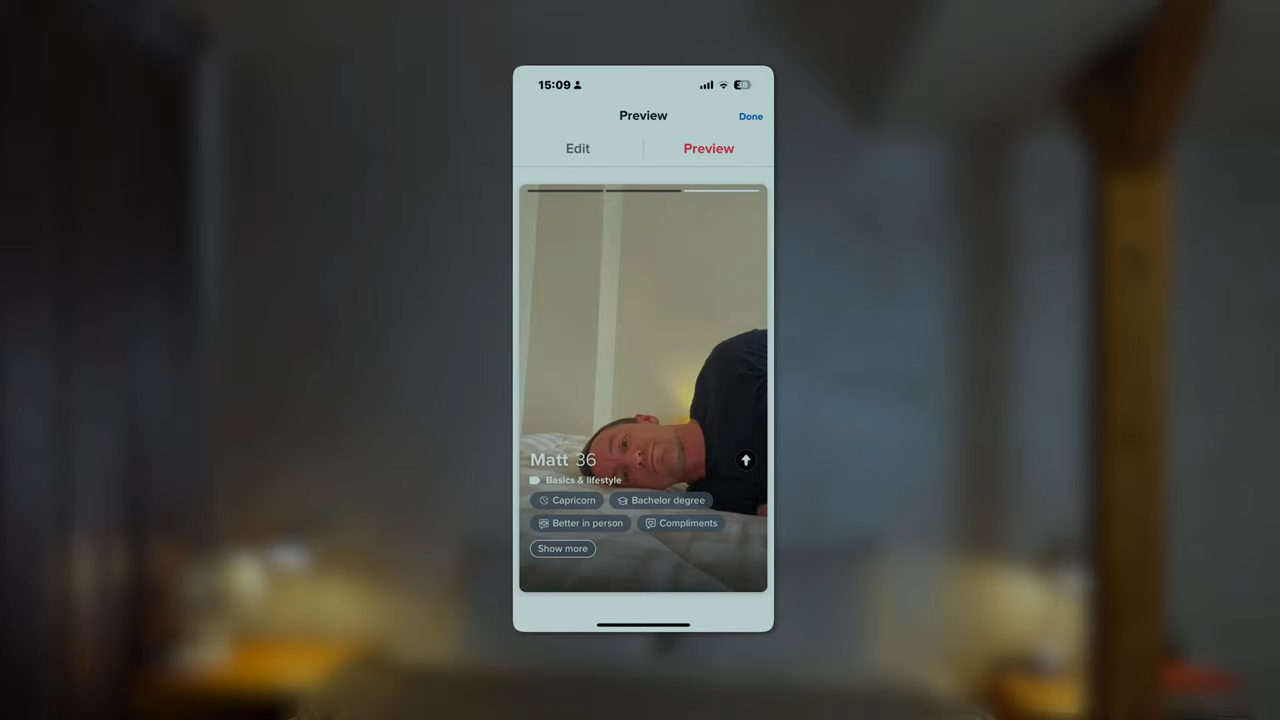 15:09
38
Preview
Done
Edit
Preview
Matt 36
Basics & lifestyle
Capricorn
Bachelor degree
Better in person
Compliments
Show more